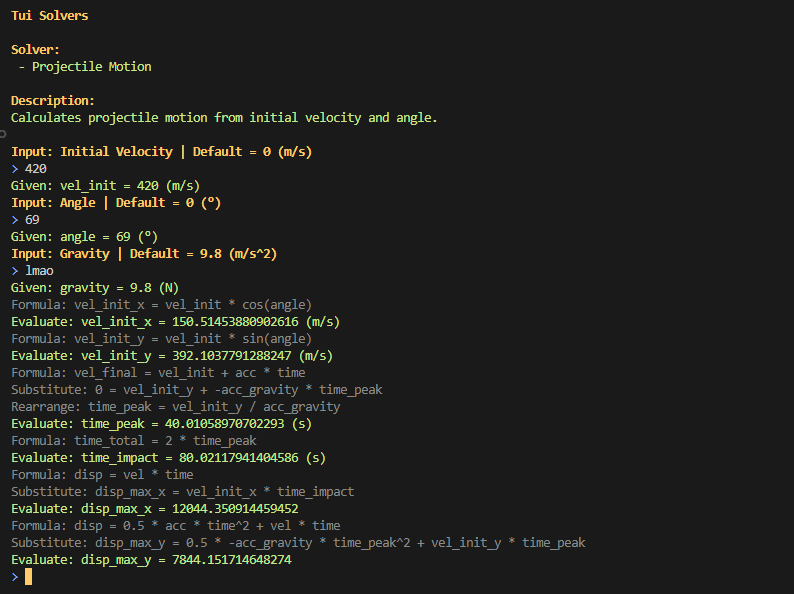 Tui Solvers
Solver:
- Projectile Motion
Description:
Calculates projectile motion from initial velocity and angle.
Input: Initial Velocity | Default = 0 (m/s)
> 420
Given: vel_init = 420 (m/s)
Input: Angle | Default = 0 (º)
> 69
Given: angle = 69 (º)
Input: Gravity | Default = 9.8 (m/s^2)
> lmao
Given: gravity = 9.8 (N)
Formula: vel_init_x = vel_init * cos(angle)
Evaluate: vel_init_x = 150.51453880902616 (m/s)
Formula: vel_init_y = vel_init * sin(angle)
Evaluate: vel_init_y = 392.1037791288247 (m/s)
Formula: vel_final = vel_init + acc * time
Substitute: 0 = vel_init_y + -acc_gravity * time_peak
Rearrange: time_peak = vel_init_y / acc_gravity
Evaluate: time_peak = 40.01058970702293 (s)
Formula: time_total = 2 * time_peak
Evaluate: time_impact = 80.02117941404586 (s)
Formula: disp = vel * time
Substitute: disp_max_x = vel_init_x * time_impact
Evaluate: disp_max_x = 12044.350914459452
Formula: disp = 0.5 * acc * time^2 + vel * time
Substitute: disp_max_y = 0.5 * -acc_gravity * time_peak^2 + vel_init_y * time_peak
Evaluate: disp_max_y = 7844.151714648274
>